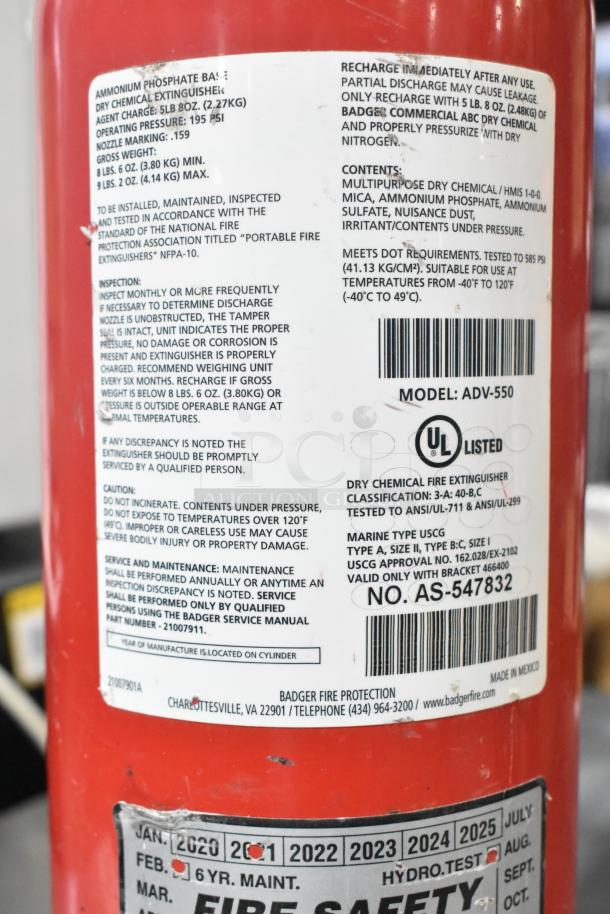 AMMONIUM PHOSPHATE BASE
DRY CHEMICAL EXTINGUISHER
AGENT CHARGE: 5LB 8OZ. (2.27KG)
OPERATING PRESSURE: 195 PSI
NOZZLE MARKING: .159
GROSS WEIGHT:
8 LBS. 6 OZ. (3.80 KG) MIN.
9 LBS. 2 OZ. (4.14 KG) MAX.
TO BE INSTALLED, MAINTAINED, INSPECTED
AND TESTED IN ACCORDANCE WITH THE
STANDARD OF THE NATIONAL FIRE
PROTECTION ASSOCIATION TITLED "PORTABLE FIRE
EXTINGUISHERS" NFPA-10.
INSPECTION:
INSPECT MONTHLY OR MORE FREQUENTLY
IF NECESSARY TO DETERMINE DISCHARGE
NOZZLE IS UNOBSTRUCTED, THE TAMPER
SEAL IS INTACT, UNIT INDICATES THE PROPER
PRESSURE, NO DAMAGE OR CORROSION IS
PRESENT AND EXTINGUISHER IS PROPERLY
CHARGED. RECOMMEND WEIGHING UNIT
EVERY SIX MONTHS. RECHARGE IF GROSS
WEIGHT IS BELOW 8 LBS. 6 OZ. (3.80KG) OR
PRESSURE IS OUTSIDE OPERABLE RANGE AT
NORMAL TEMPERATURES.
IF ANY DISCREPANCY IS NOTED THE
EXTINGUISHER SHOULD BE PROMPTLY
SERVICED BY A QUALIFIED PERSON.
CAUTION:
DO NOT INCINERATE. CONTENTS UNDER PRESSURE,
DO NOT EXPOSE TO TEMPERATURES OVER 120°F
(49°C). IMPROPER OR CARELESS USE MAY CAUSE
SEVERE BODILY INJURY OR PROPERTY DAMAGE.
SERVICE AND MAINTENANCE: MAINTENANCE
SHALL BE PERFORMED ANNUALLY OR ANYTIME AN
INSPECTION DISCREPANCY IS NOTED. SERVICE
SHALL BE PERFORMED ONLY BY QUALIFIED
PERSONS USING THE BADGER SERVICE MANUAL
PART NUMBER - 21007911.
YEAR OF MANUFACTURE IS LOCATED ON CYLINDER
21007901A
RECHARGE IMMEDIATELY AFTER ANY USE.
PARTIAL DISCHARGE MAY CAUSE LEAKAGE.
ONLY RECHARGE WITH 5 LB. 8 OZ. (2.48KG) OF
BADGER COMMERCIAL ABC DRY CHEMICAL
AND PROPERLY PRESSURIZE WITH DRY
NITROGEN.
CONTENTS:
MULTIPURPOSE DRY CHEMICAL / HMIS 1-0-0
MICA, AMMONIUM PHOSPHATE, AMMONIUM
SULFATE, NUISANCE DUST,
IRRITANT/CONTENTS UNDER PRESSURE.
MEETS DOT REQUIREMENTS. TESTED TO 585 PSI
(41.13 KG/CM²). SUITABLE FOR USE AT
TEMPERATURES FROM -40°F TO 120°F
(-40°C TO 49°C).
MODEL: ADV-550
UL LISTED
DRY CHEMICAL FIRE EXTINGUISHER
CLASSIFICATION: 3-A: 40-B,C
TESTED TO ANSI/UL-711 & ANSI/UL-299
MARINE TYPE USCG
TYPE A, SIZE II, TYPE B:C, SIZE I
USCG APPROVAL NO. 162.028/EX-2102
VALID ONLY WITH BRACKET 466400
NO. AS-547832
MADE IN MEXICO
BADGER FIRE PROTECTION
CHARLOTTESVILLE, VA 22901 / TELEPHONE (434) 964-3200 / www.badgerfire.com
PCI
AUCTION
JAN. 2020 2021 2022 2023 2024 2025 JULY
FEB. 6 YR. MAINT. HYDRO.TEST AUG.
MAR. FIRE SAFETY SEPT.
OCT.